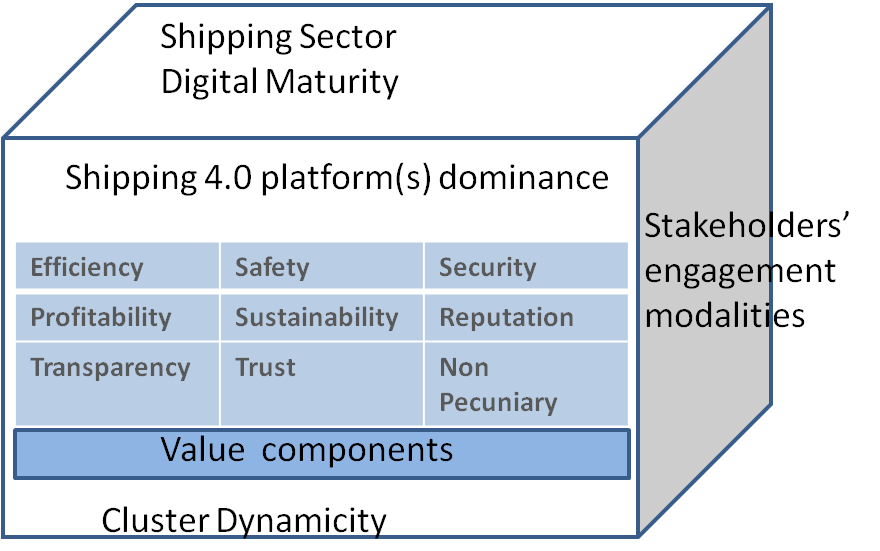 Shipping Sector
Digital Maturity
Shipping 4.0 platform(s) dominance
Efficiency Safety Security
Profitability Sustainability Reputation
Transparency Trust Non
Pecuniary
Value components
Cluster Dynamicity
Stakeholders’
engagement
modalities